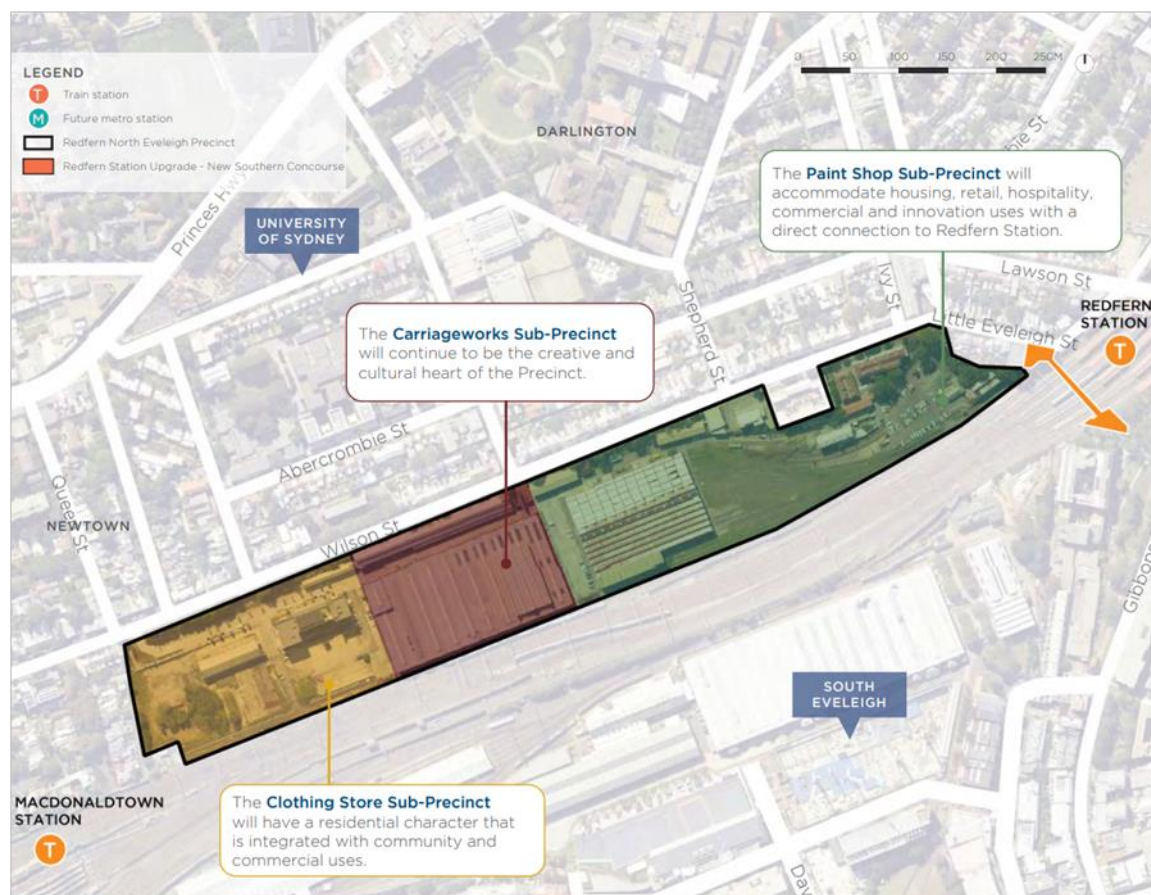 LEGEND
T Train station
M Future metro station
Redfern North Eveleigh Precinct
Redfern Station Upgrade - New Southern Concourse
0 50 100 150 200 250M
DARLINGTON
Princes
UNIVERSITY
OF SYDNEY
The Paint Shop Sub-Precinct will
accommodate housing, retail, hospitality,
commercial and innovation uses with a
direct connection to Redfern Station.
Lawson St
Ivy St
Shepherd St
Little Eveleigh St
REDFERN
STATION
T
The Carriageworks Sub-Precinct
will continue to be the creative and
cultural heart of the Precinct.
Abercrombie St
Queen St
NEWTOWN
Wilson St
SOUTH
EVELEIGH
The Clothing Store Sub-Precinct
will have a residential character that
is integrated with community and
commercial uses.
MACDONALDTOWN
STATION
T